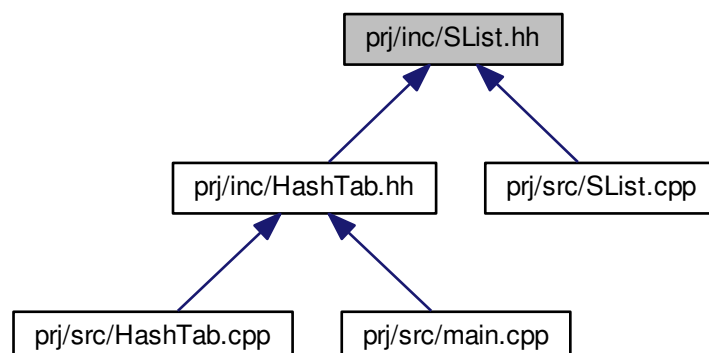 prj/inc/SList.hh
prj/inc/HashTab.hh
prj/src/SList.cpp
prj/src/HashTab.cpp
prj/src/main.cpp